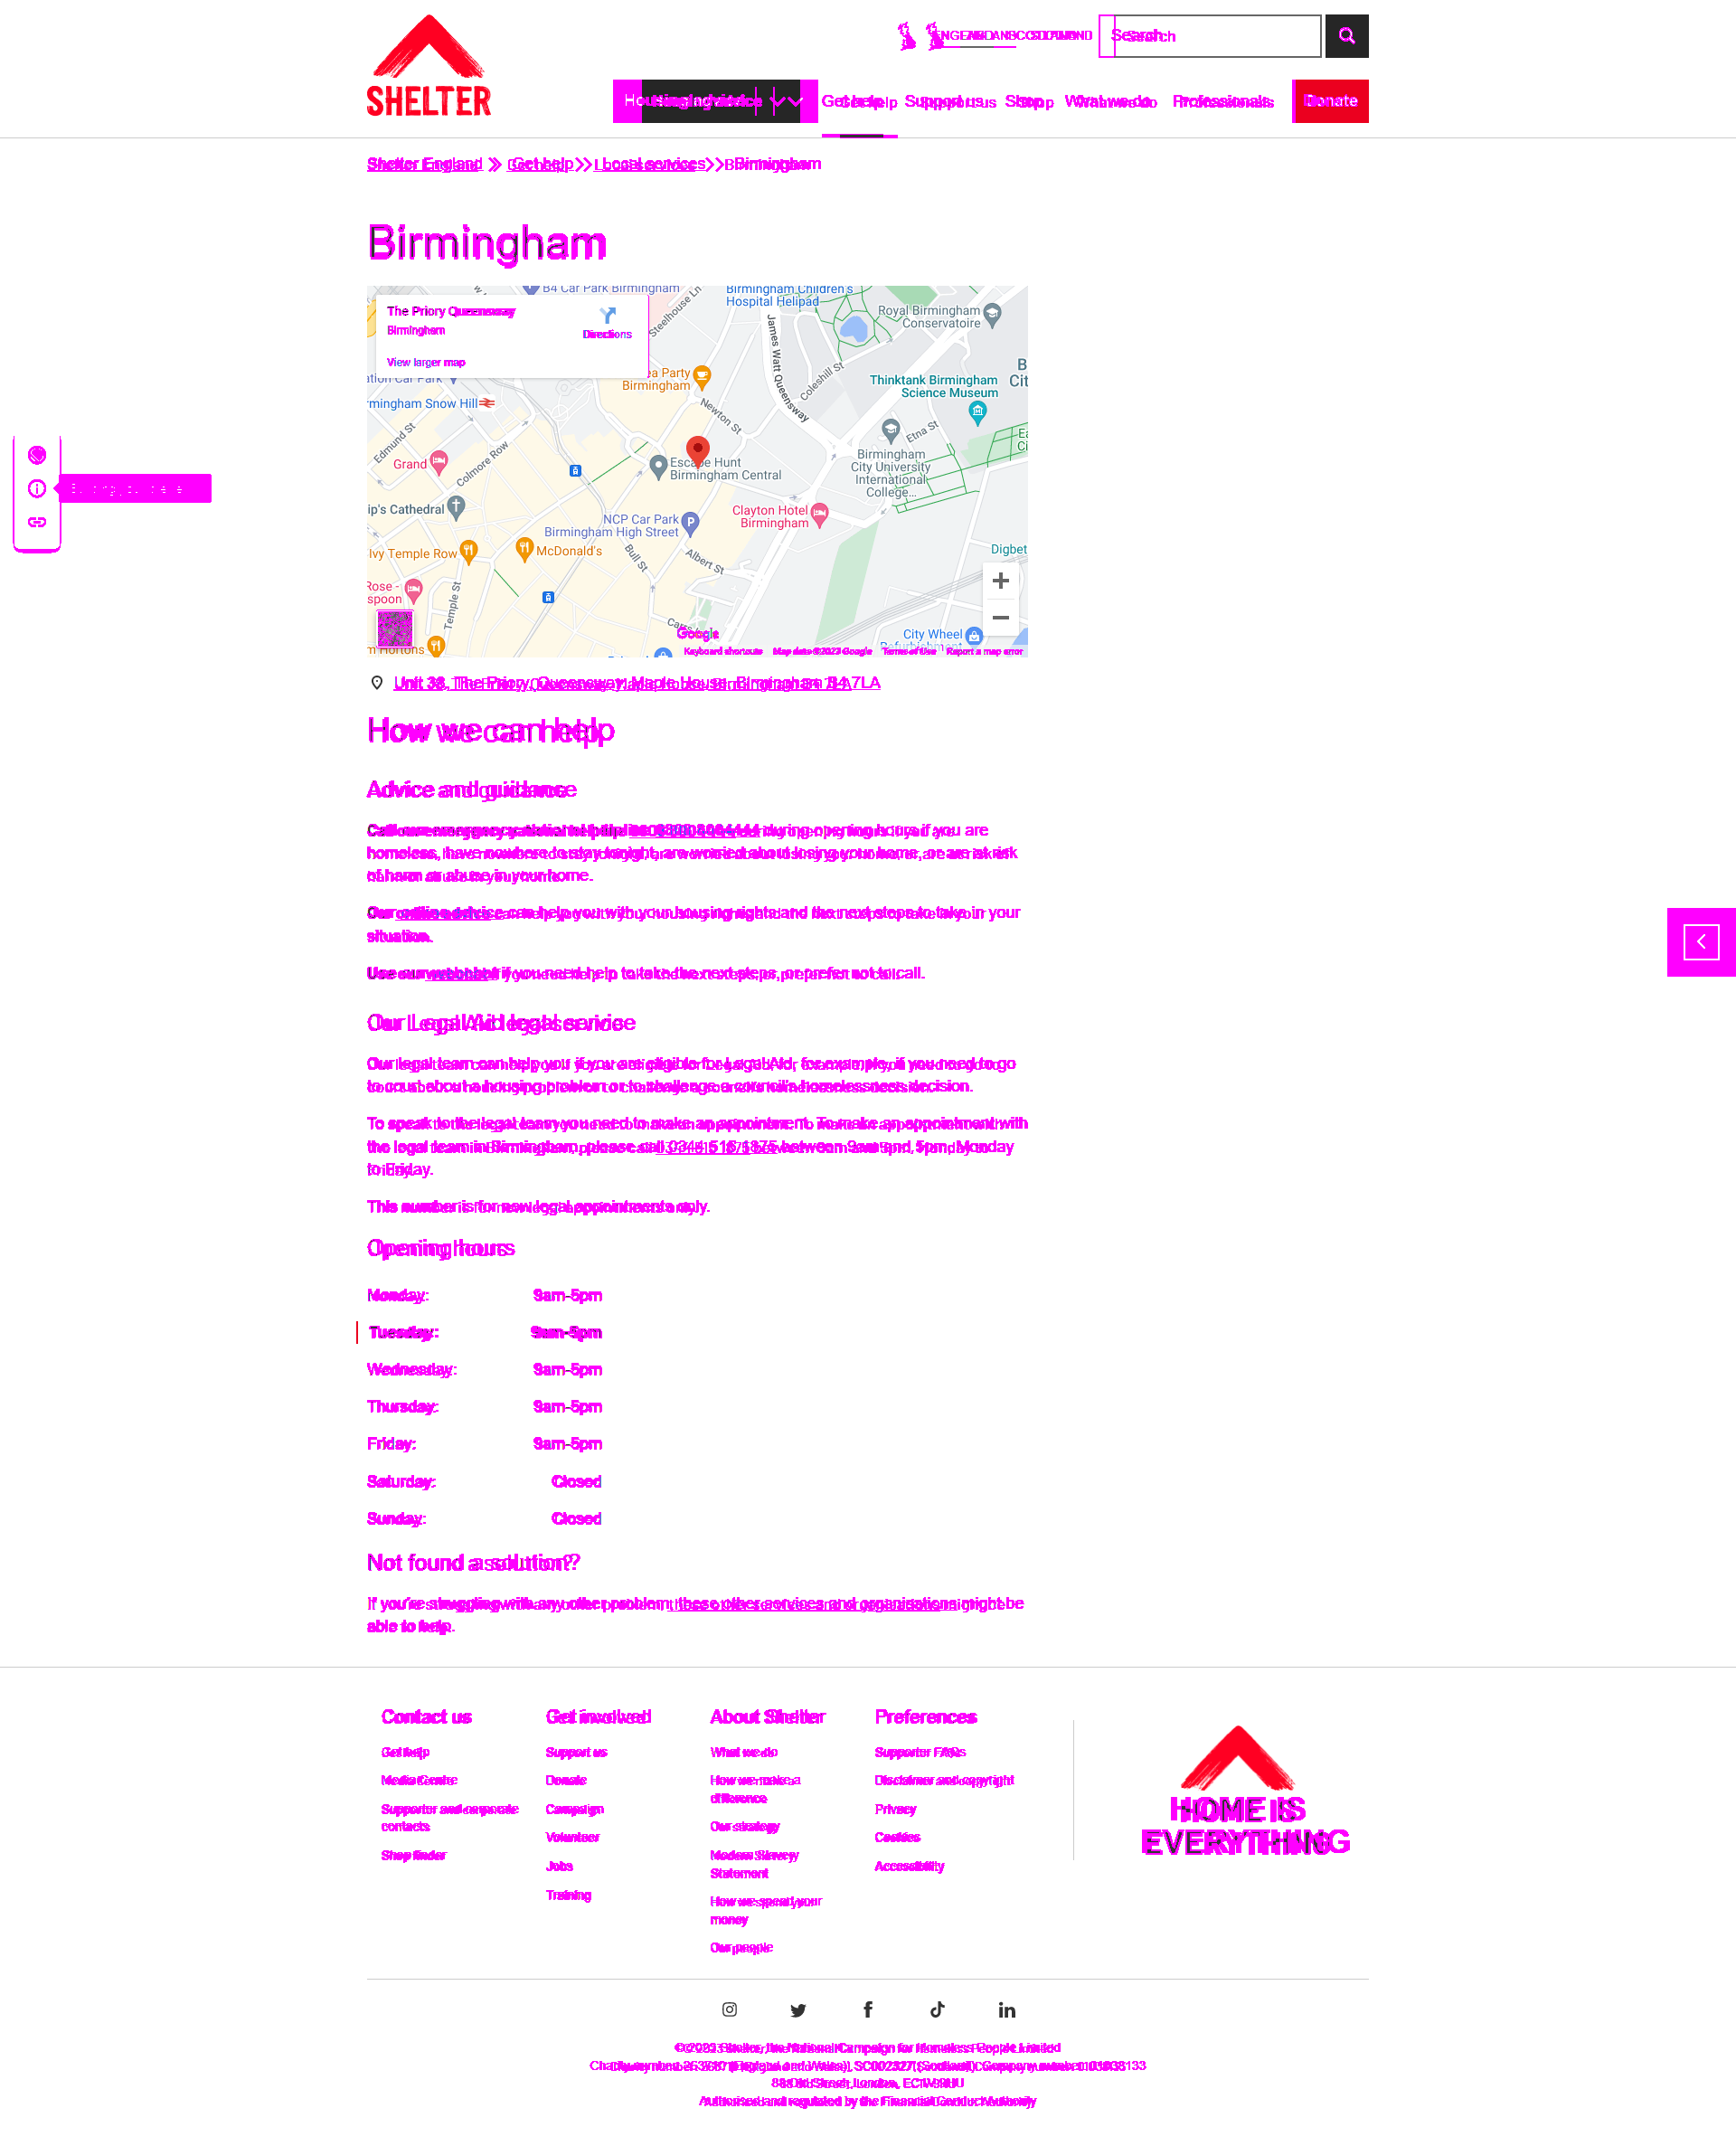 SHELTER
ENGLAND SCOTLAND Search
Housing advice Get help Support us Shop What we do Professionals Donate
Shelter England Get help Local services Birmingham
Birmingham
B4 Car Park Birmingham
Steelhouse Ln
Birmingham Children's
Hospital Helipad
Royal Birmingham
Conservatoire
The Priory Queensway
Birmingham
Directions
View larger map
James Watt Queensway
ation Car Park
ea Party
Birmingham
Coleshill St
Thinktank Birmingham
Science Museum
rmingham Snow Hill
Newton St
Edmund St
Colmore Row
Grand
Etna St
Escape Hunt
Birmingham Central
Birmingham
City University
International
College...
ip's Cathedral
Clayton Hotel
Birmingham
NCP Car Park
Birmingham High Street
Ivy Temple Row
McDonald's
Bull St
Albert St
Digbet
Rose -
spoon
Temple St
Carrs Ln
City Wheel
Refurbishment
m Hortons
Google
Keyboard shortcuts Map data ©2023 Google Terms of Use Report a map error
Unit 38, The Priory, Queensway, Maple House, Birmingham B4 7LA
How we can help
Advice and guidance
Call our emergency national helpline 0808 800 4444 during opening hours if you are
homeless, have nowhere to stay tonight, are worried about losing your home, or are at risk
of harm or abuse in your home.
Our online advice can help you with your housing rights and the next steps to take in your
situation.
Use our webchat if you need help to take the next steps, or prefer not to call.
Our Legal Aid legal service
Our legal team can help you if you are eligible for Legal Aid, for example, if you need to go
to court about a housing problem or to challenge a council's homelessness decision.
To speak to the legal team you need to make an appointment. To make an appointment with
the legal team in Birmingham, please call 0344 515 1875 between 9am and 5pm, Monday
to Friday.
This number is for new legal appointments only.
Opening hours
Monday: 9am-5pm
Tuesday: 9am-5pm
Wednesday: 9am-5pm
Thursday: 9am-5pm
Friday: 9am-5pm
Saturday: Closed
Sunday: Closed
Not found a solution?
If you're struggling with any other problem, these other services and organisations might be
able to help.
Contact us
Get help
Media Centre
Supporter and corporate
contacts
Shop finder
Get involved
Support us
Donate
Campaign
Volunteer
Jobs
Training
About Shelter
What we do
How we make a
difference
Our strategy
Modern Slavery
Statement
How we spend your
money
Our people
Preferences
Supporter FAQs
Disclaimer and copyright
Privacy
Cookies
Accessibility
HOME IS
EVERYTHING
©2023 Shelter, the National Campaign for Homeless People Limited
Charity number: 263710 (England and Wales), SC002327 (Scotland), Company number: 01038133
88 Old Street, London, EC1V 9HU
Authorised and regulated by the Financial Conduct Authority